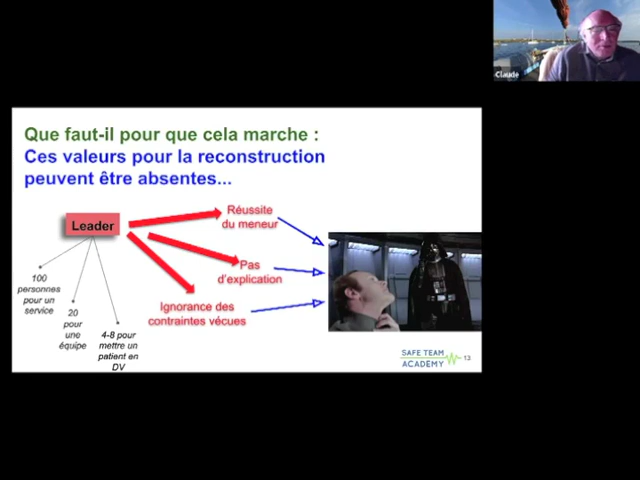 Claude
Que faut-il pour que cela marche :
Ces valeurs pour la reconstruction
peuvent être absentes...
Leader
Réussite
du meneur
Pas
d'explication
Ignorance des
contraintes vécues
100
personnes
pour un
service
20
pour
une
équipe
4-8 pour
mettre un
patient en
DV
SAFE TEAM
ACADEMY
13